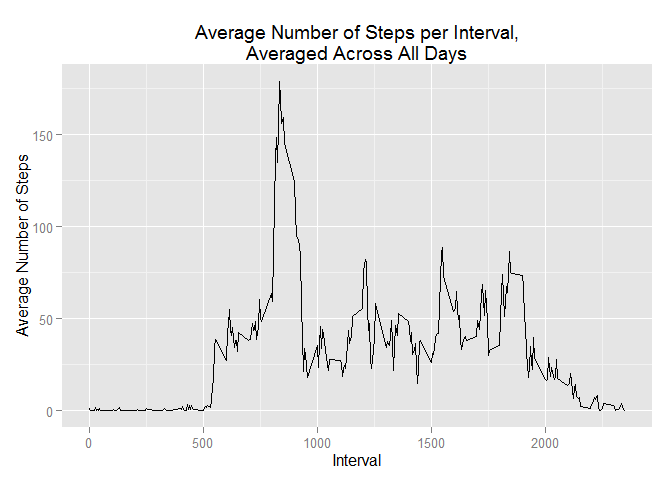 Average Number of Steps per Interval,
Averaged Across All Days
Average Number of Steps
150
100
50
0
0 500 1000 1500 2000
Interval